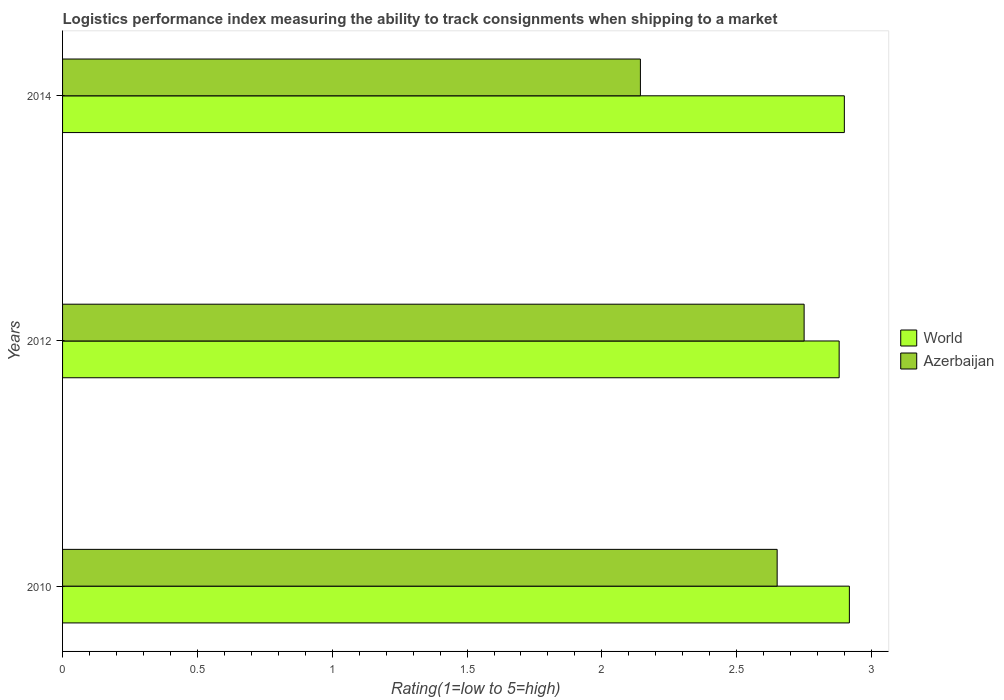 Logistics performance index measuring the ability to track consignments when shipping to a market
2014
2012
2010
Years
0
0.5
1
1.5
2
2.5
3
Rating(1=low to 5=high)
World
Azerbaijan